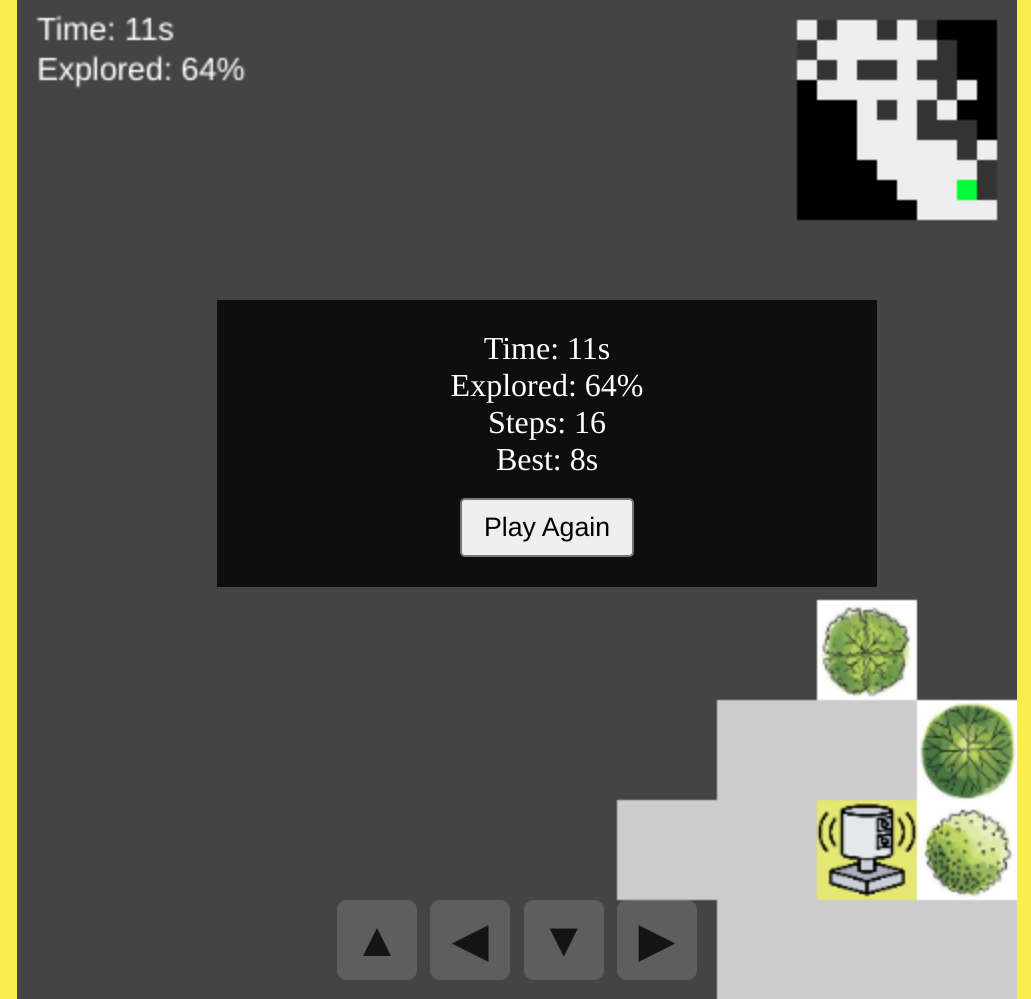 Time: 11s
Explored: 64%
Time: 11s
Explored: 64%
Steps: 16
Best: 8s
Play Again